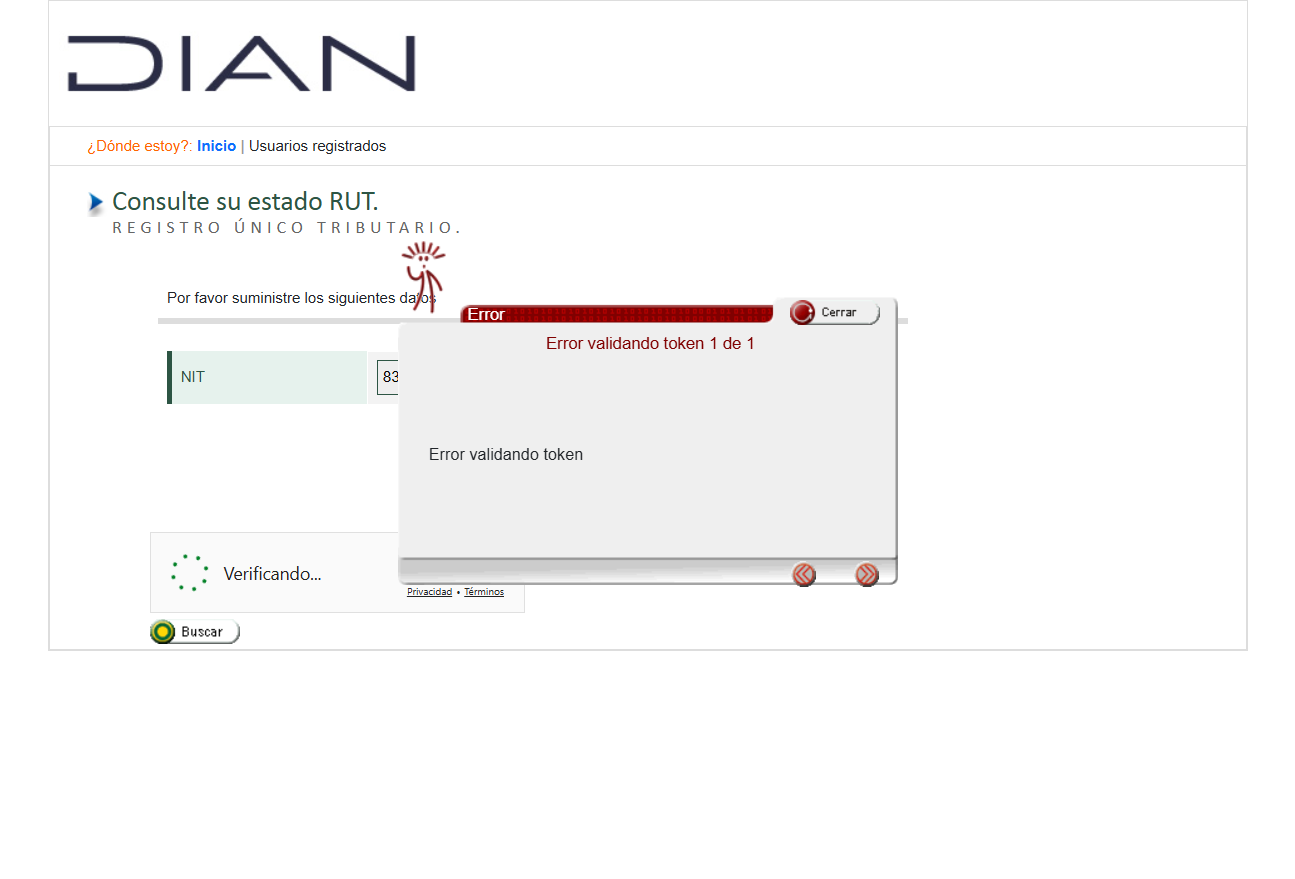 DIAN
¿Dónde estoy?: Inicio | Usuarios registrados
Consulte su estado RUT.
REGISTRO ÚNICO TRIBUTARIO.
Por favor suministre los siguientes datos
Error
Cerrar
Error validando token 1 de 1
NIT
83
Error validando token
Verificando...
Privacidad • Términos
Buscar